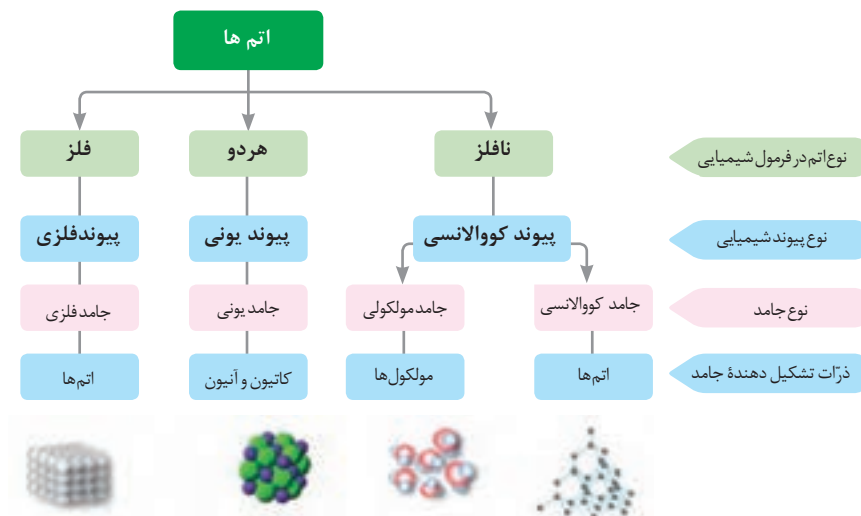 اتم ها
نوع اتم در فرمول شیمیایی
نافلز
هردو
فلز
نوع پیوند شیمیایی
پیوند کووالانسی
پیوند یونی
پیوندفلزی
نوع جامد
جامد کووالانسی
جامد مولکولی
جامد یونی
جامد فلزی
ذرّات تشکیل دهندهٔ جامد
اتم‌ها
مولکول‌ها
کاتیون و آنیون
اتم‌ها